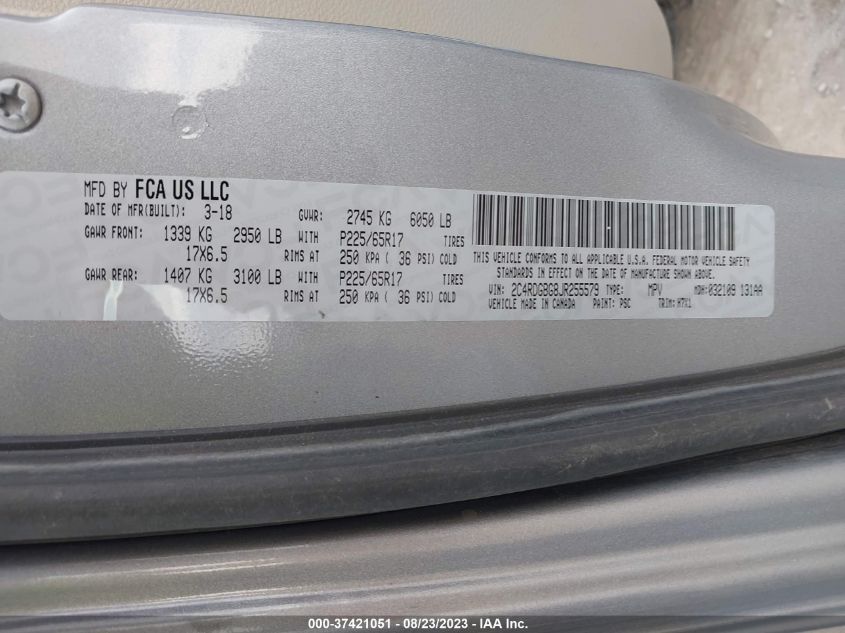 MFD BY FCA US LLC
DATE OF MFR(BUILT): 3-18 GVWR: 2745 KG 6050 LB
GAWR FRONT: 1339 KG 2950 LB WITH P225/65R17 TIRES
17X6.5 RIMS AT 250 KPA ( 36 PSI) COLD
GAWR REAR: 1407 KG 3100 LB WITH P225/65R17 TIRES
17X6.5 RIMS AT 250 KPA ( 36 PSI) COLD
THIS VEHICLE CONFORMS TO ALL APPLICABLE U.S.A. FEDERAL MOTOR VEHICLE SAFETY
STANDARDS IN EFFECT ON THE DATE OF MANUFACTURE SHOWN ABOVE.
VIN: 2C4RDGBG8JR255579 TYPE: MPV MDH: 032109 131AA
VEHICLE MADE IN CANADA PAINT: PSC TRIM: H7X1
000-37421051 - 08/23/2023 - IAA Inc.